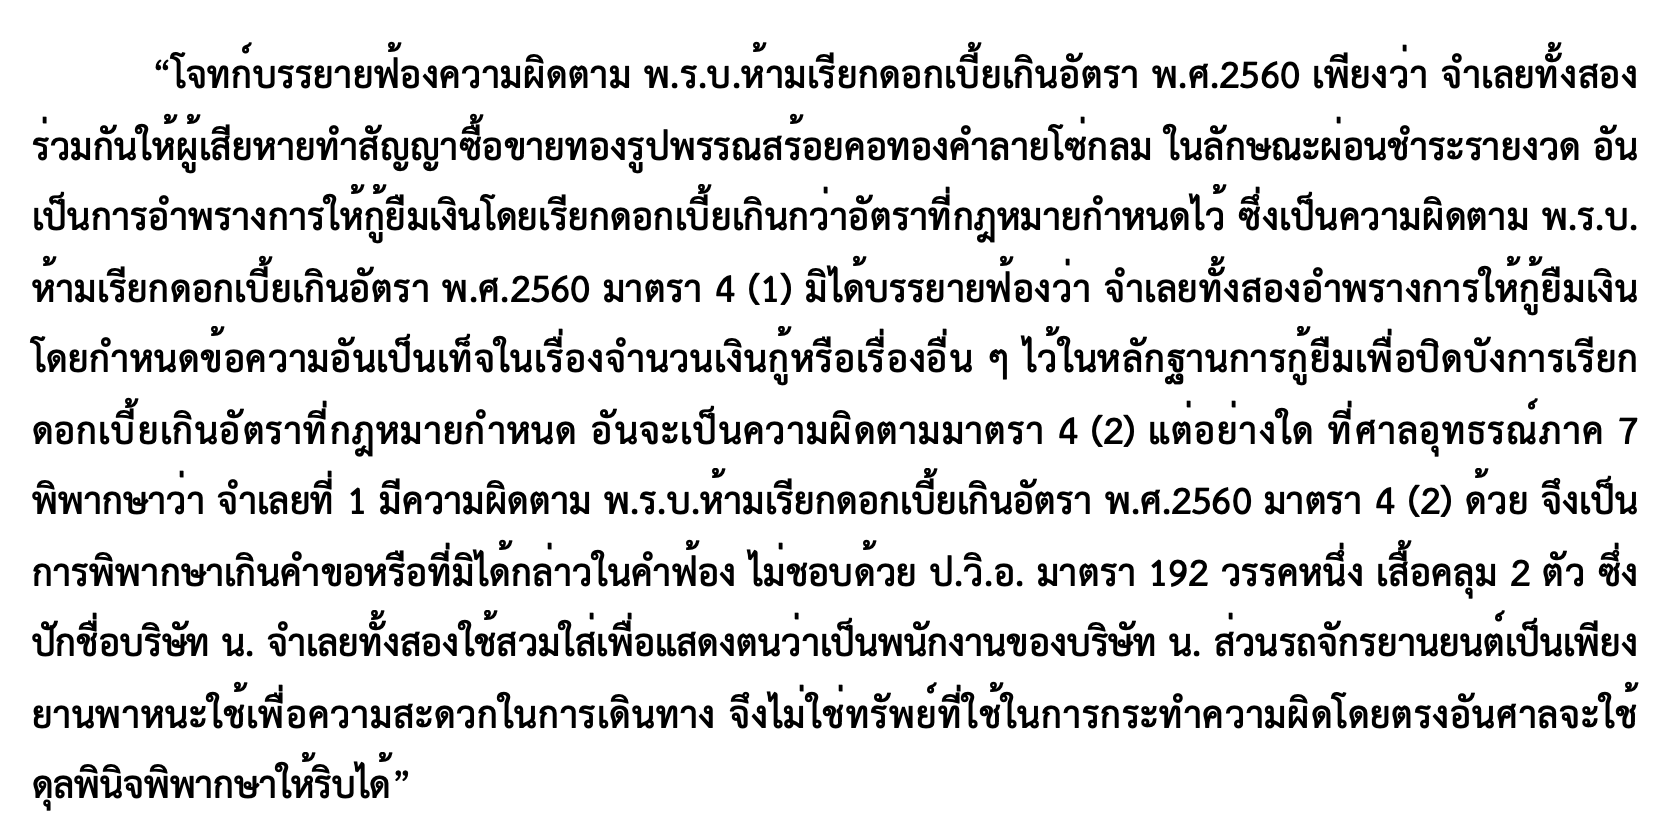 “โจทก์บรรยายฟ้องความผิดตาม พ.ร.บ.ห้ามเรียกดอกเบี้ยเกินอัตรา พ.ศ.2560 เพียงว่า จำเลยทั้งสอง
ร่วมกันให้ผู้เสียหายทำสัญญาซื้อขายทองรูปพรรณสร้อยคอทองคำลายโซ่กลม ในลักษณะผ่อนชำระรายงวด อัน
เป็นการอำพรางการให้กู้ยืมเงินโดยเรียกดอกเบี้ยเกินกว่าอัตราที่กฎหมายกำหนดไว้ ซึ่งเป็นความผิดตาม พ.ร.บ.
ห้ามเรียกดอกเบี้ยเกินอัตรา พ.ศ.2560 มาตรา 4 (1) มิได้บรรยายฟ้องว่า จำเลยทั้งสองอำพรางการให้กู้ยืมเงิน
โดยกำหนดข้อความอันเป็นเท็จในเรื่องจำนวนเงินกู้หรือเรื่องอื่น ๆ ไว้ในหลักฐานการกู้ยืมเพื่อปิดบังการเรียก
ดอกเบี้ยเกินอัตราที่กฎหมายกำหนด อันจะเป็นความผิดตามมาตรา 4 (2) แต่อย่างใด ที่ศาลอุทธรณ์ภาค 7
พิพากษาว่า จำเลยที่ 1 มีความผิดตาม พ.ร.บ.ห้ามเรียกดอกเบี้ยเกินอัตรา พ.ศ.2560 มาตรา 4 (2) ด้วย จึงเป็น
การพิพากษาเกินคำขอหรือที่มิได้กล่าวในคำฟ้อง ไม่ชอบด้วย ป.วิ.อ. มาตรา 192 วรรคหนึ่ง เสื้อคลุม 2 ตัว ซึ่ง
ปักชื่อบริษัท น. จำเลยทั้งสองใช้สวมใส่เพื่อแสดงตนว่าเป็นพนักงานของบริษัท น. ส่วนรถจักรยานยนต์เป็นเพียง
ยานพาหนะใช้เพื่อความสะดวกในการเดินทาง จึงไม่ใช่ทรัพย์ที่ใช้ในการกระทำความผิดโดยตรงอันศาลจะใช้
ดุลพินิจพิพากษาให้ริบได้”